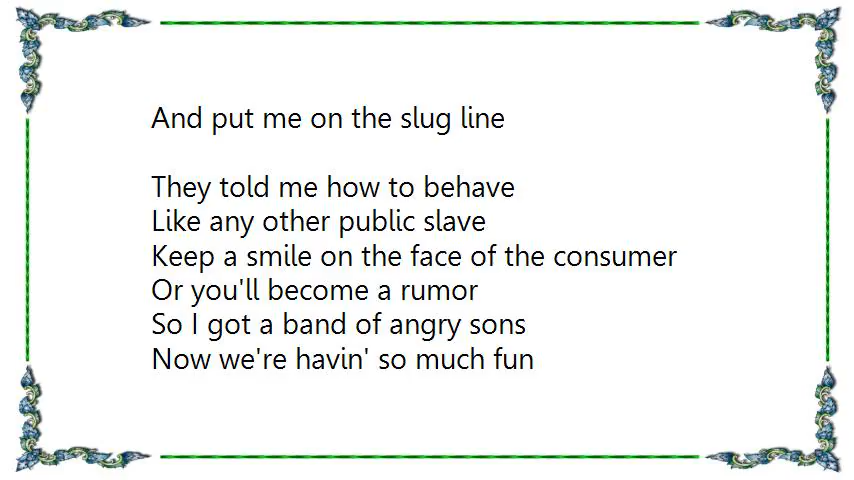 And put me on the slug line
They told me how to behave
Like any other public slave
Keep a smile on the face of the consumer
Or you'll become a rumor
So I got a band of angry sons
Now we're havin' so much fun